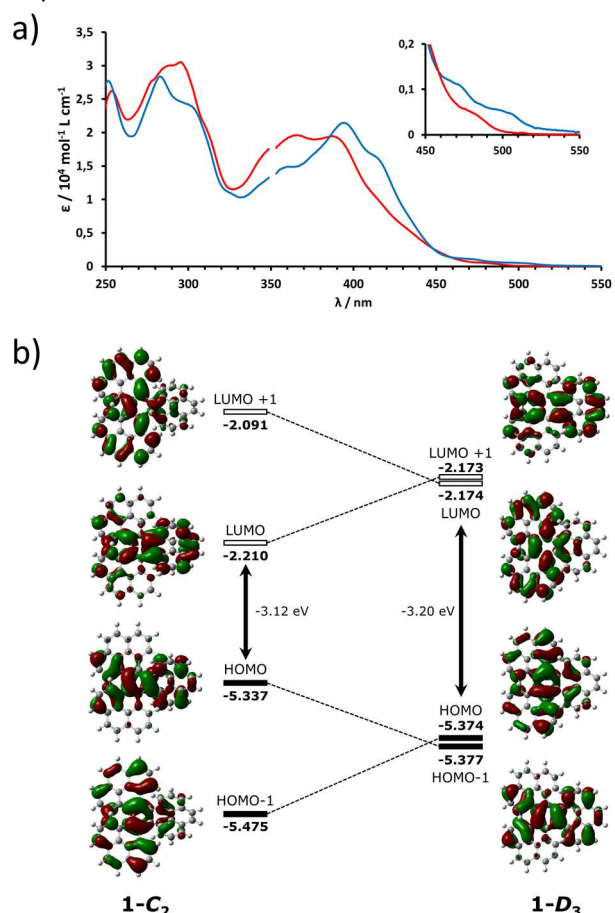 a)
ε / 10⁴ mol⁻¹ L cm⁻¹
3,5
3
2,5
2
1,5
1
0,5
0
250 300 350 400 450 500 550
λ / nm
0,2
0,1
0
450 500 550
b)
LUMO +1
-2.091
LUMO
-2.210
-3.12 eV
HOMO
-5.337
HOMO-1
-5.475
1-C₂
LUMO +1
-2.173
-2.174
LUMO
-3.20 eV
HOMO
-5.374
-5.377
HOMO-1
1-D₃